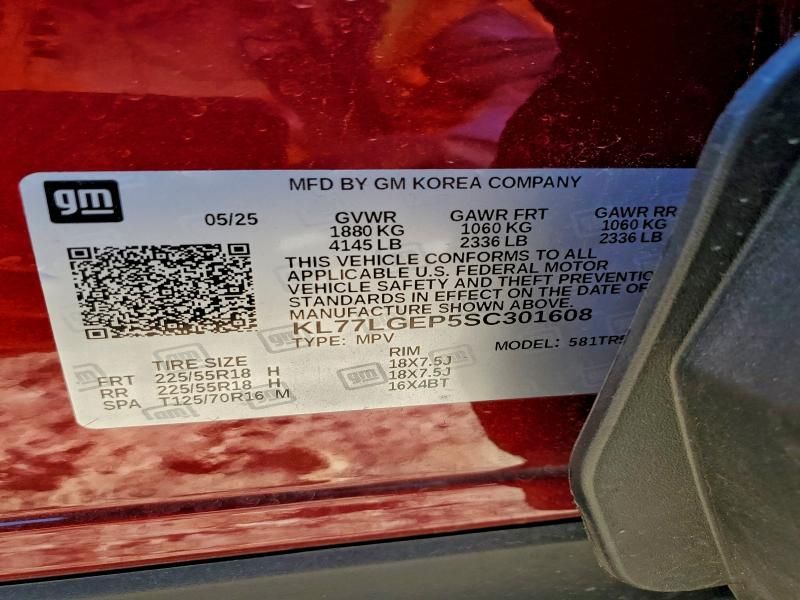 gm
MFD BY GM KOREA COMPANY
05/25 GVWR GAWR FRT GAWR RR
1880 KG 1060 KG 1060 KG
4145 LB 2336 LB 2336 LB
THIS VEHICLE CONFORMS TO ALL
APPLICABLE U.S. FEDERAL MOTOR
VEHICLE SAFETY AND THEFT PREVENTIO
STANDARDS IN EFFECT ON THE DATE OF
MANUFACTURE SHOWN ABOVE.
KL77LGEP5SC301608
TYPE: MPV MODEL: 581TR
TIRE SIZE RIM
FRT 225/55R18 H 18X7.5J
RR 225/55R18 H 18X7.5J
SPA T125/70R16 M 16X4BT